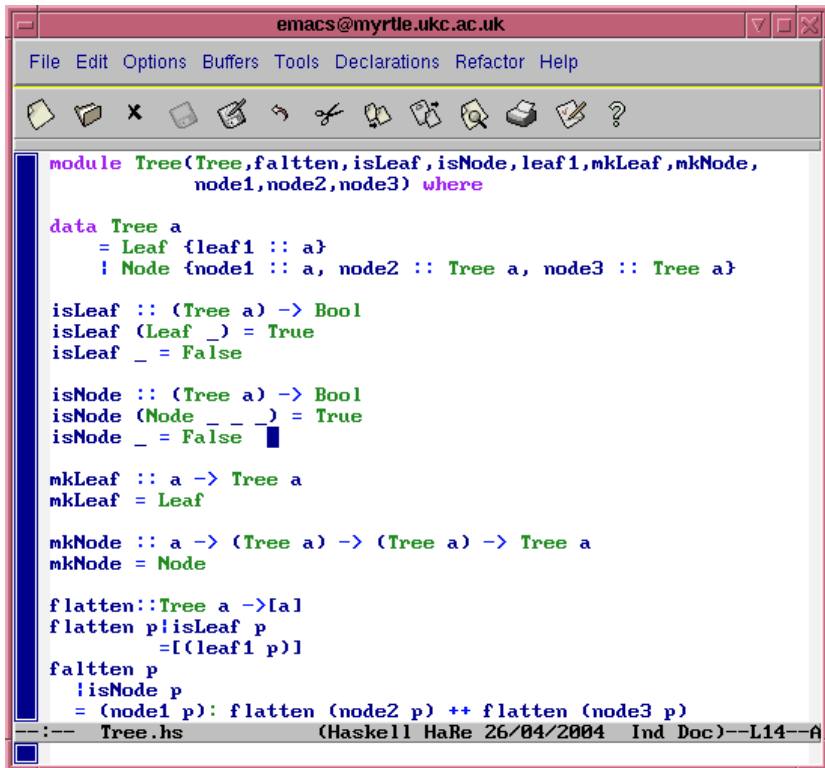 emacs@myrtle.ukc.ac.uk
File Edit Options Buffers Tools Declarations Refactor Help
module Tree(Tree,faltten,isLeaf,isNode,leaf1,mkLeaf,mkNode,
            node1,node2,node3) where
data Tree a
    = Leaf {leaf1 :: a}
    | Node {node1 :: a, node2 :: Tree a, node3 :: Tree a}
isLeaf :: (Tree a) -> Bool
isLeaf (Leaf _) = True
isLeaf _ = False
isNode :: (Tree a) -> Bool
isNode (Node _ _ _) = True
isNode _ = False
mkLeaf :: a -> Tree a
mkLeaf = Leaf
mkNode :: a -> (Tree a) -> (Tree a) -> Tree a
mkNode = Node
flatten::Tree a ->[a]
flatten p|isLeaf p
         =[(leaf1 p)]
faltten p
  |isNode p
  = (node1 p): flatten (node2 p) ++ flatten (node3 p)
--:--  Tree.hs           (Haskell HaRe 26/04/2004  Ind Doc)--L14--A